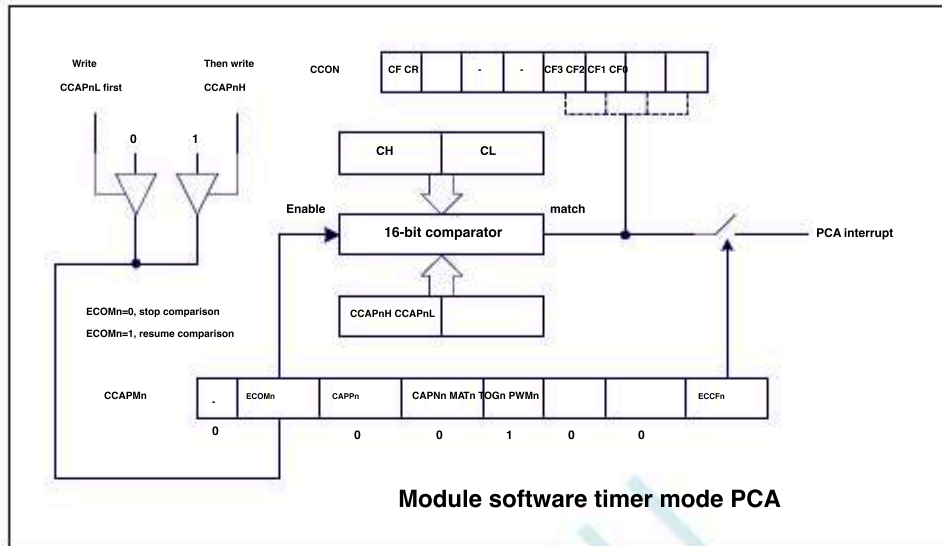 Write
CCAPnL first
Then write
CCAPnH
CCON
CF CR
-
-
CF3 CF2 CF1 CF0
0
1
CH
CL
Enable
16-bit comparator
match
PCA interrupt
CCAPnH CCAPnL
ECOMn=0, stop comparison
ECOMn=1, resume comparison
CCAPMn
-
ECOMn
CAPPn
CAPNn MATn TOGn PWMn
ECCFn
0
0
0
1
0
0
Module software timer mode PCA